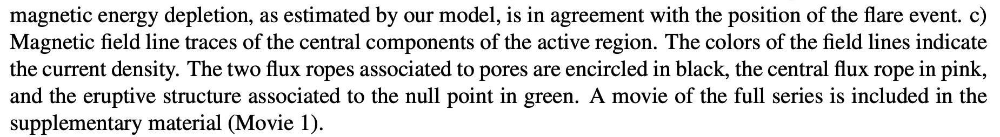 magnetic energy depletion, as estimated by our model, is in agreement with the position of the flare event. c)
Magnetic field line traces of the central components of the active region. The colors of the field lines indicate
the current density. The two flux ropes associated to pores are encircled in black, the central flux rope in pink,
and the eruptive structure associated to the null point in green. A movie of the full series is included in the
supplementary material (Movie 1).